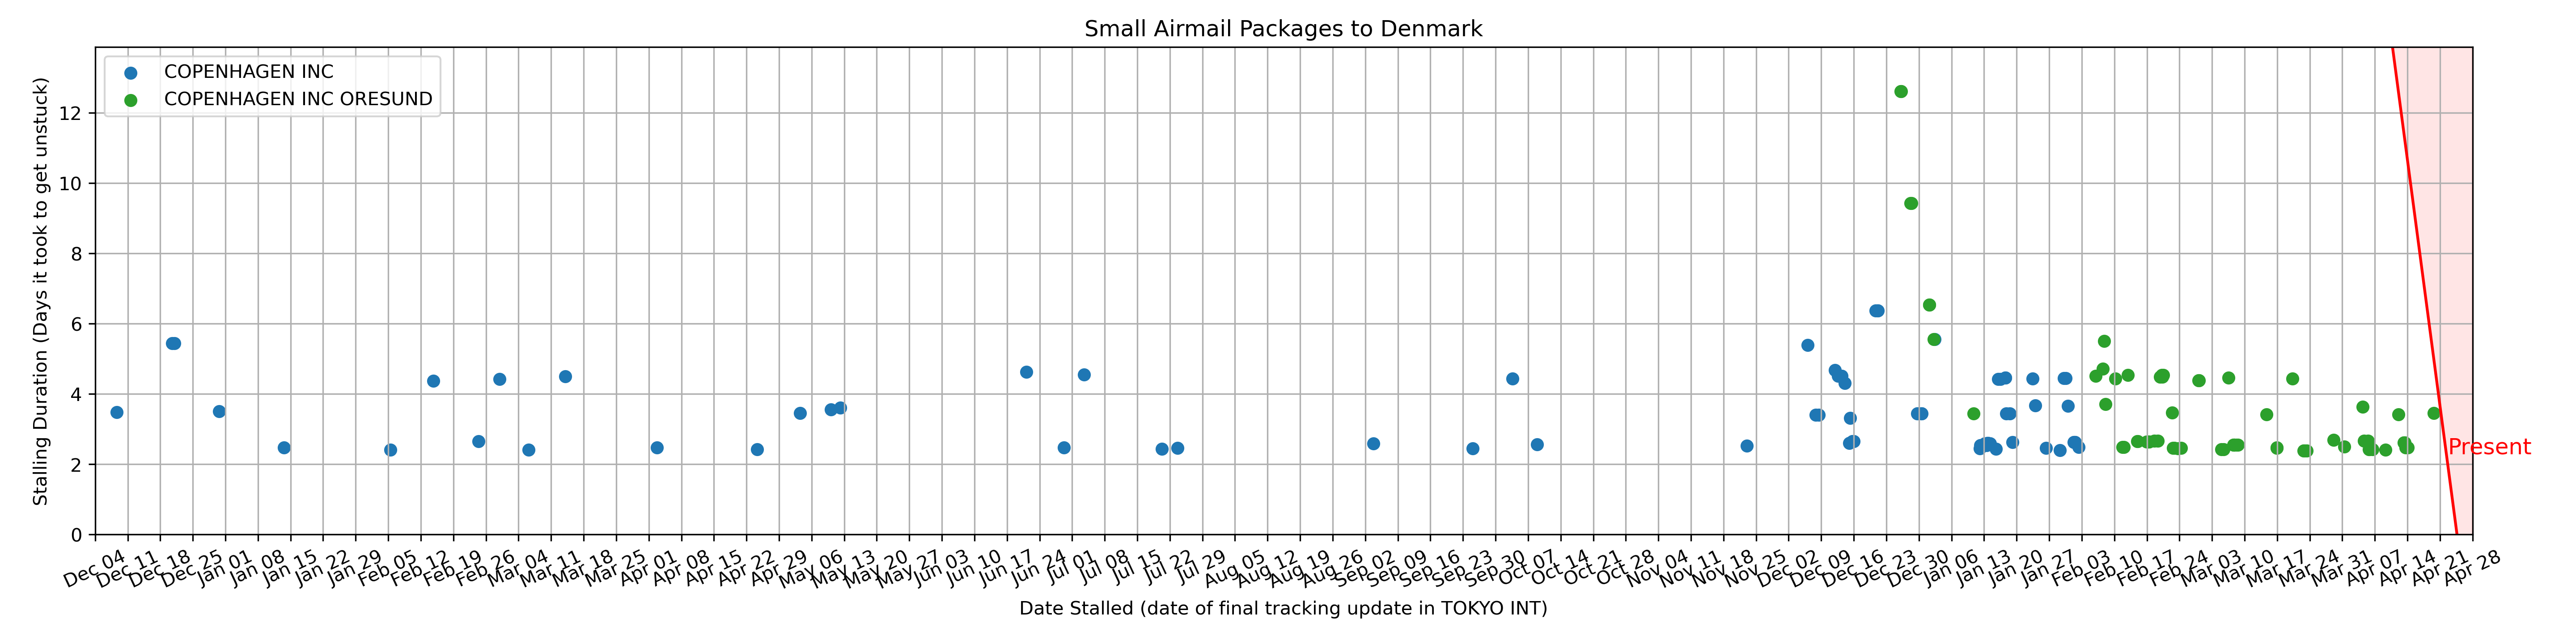 Small Airmail Packages to Denmark
COPENHAGEN INC
COPENHAGEN INC ORESUND
Stalling Duration (Days it took to get unstuck)
12
10
8
6
4
2
0
Present
Dec 04
Dec 11
Dec 18
Dec 25
Jan 01
Jan 08
Jan 15
Jan 22
Jan 29
Feb 05
Feb 12
Feb 19
Feb 26
Mar 04
Mar 11
Mar 18
Mar 25
Apr 01
Apr 08
Apr 15
Apr 22
Apr 29
May 06
May 13
May 20
May 27
Jun 03
Jun 10
Jun 17
Jun 24
Jul 01
Jul 08
Jul 15
Jul 22
Jul 29
Aug 05
Aug 12
Aug 19
Aug 26
Sep 02
Sep 09
Sep 16
Sep 23
Sep 30
Oct 07
Oct 14
Oct 21
Oct 28
Nov 04
Nov 11
Nov 18
Nov 25
Dec 02
Dec 09
Dec 16
Dec 23
Dec 30
Jan 06
Jan 13
Jan 20
Jan 27
Feb 03
Feb 10
Feb 17
Feb 24
Mar 03
Mar 10
Mar 17
Mar 24
Mar 31
Apr 07
Apr 14
Apr 21
Apr 28
Date Stalled (date of final tracking update in TOKYO INT)